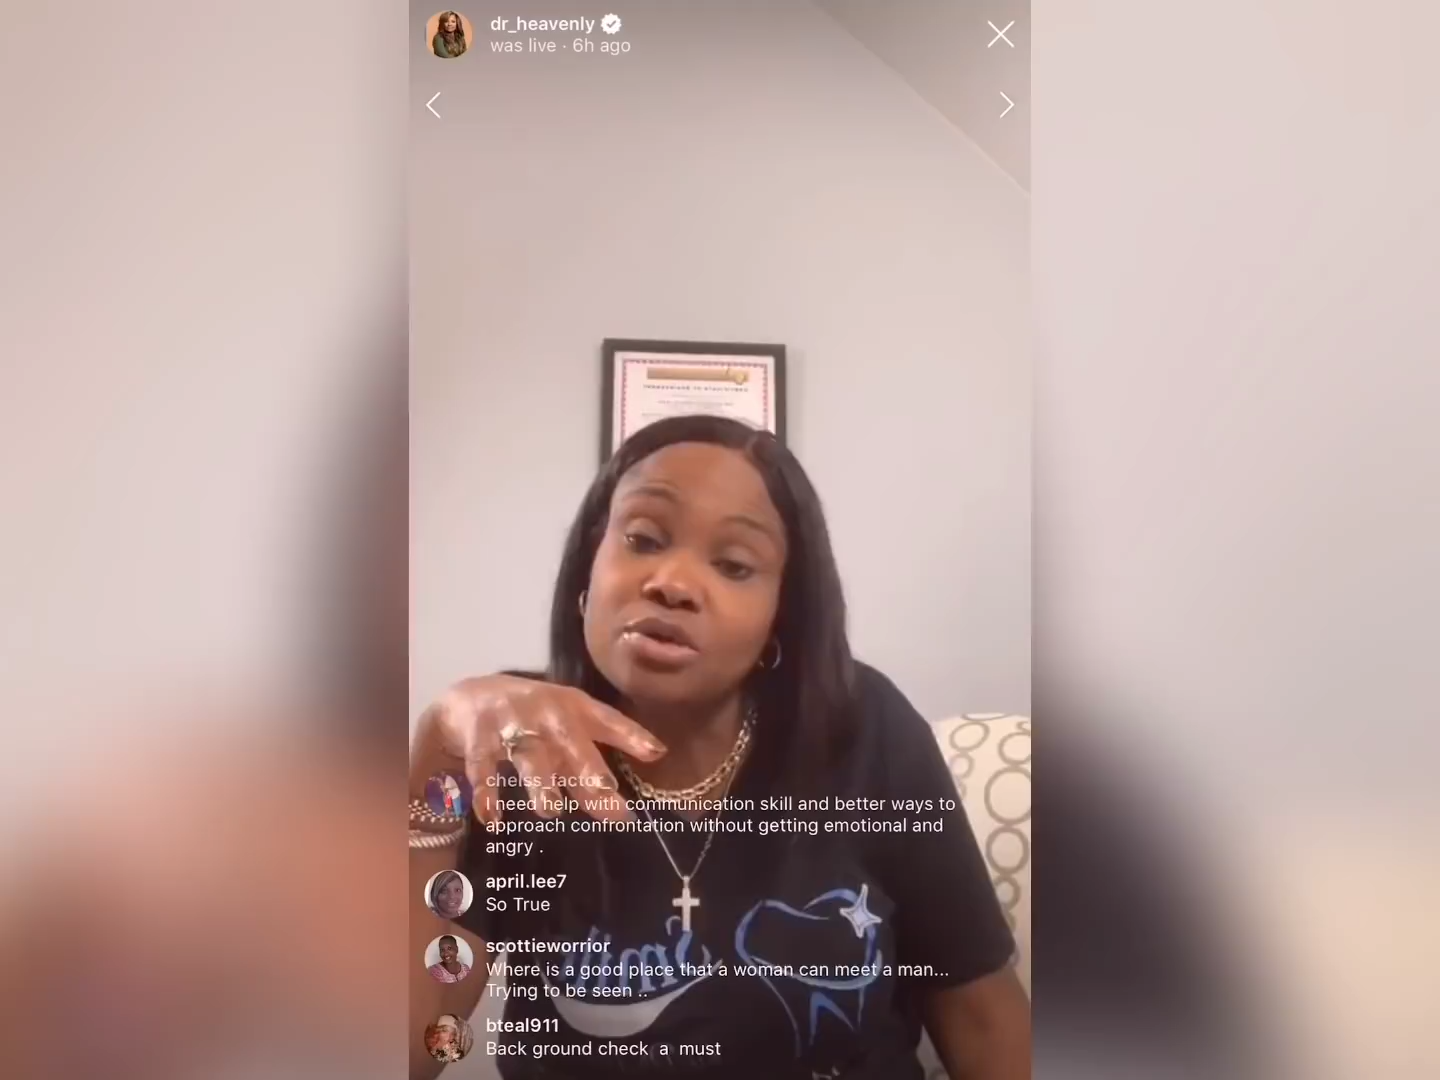 dr_heavenly
was live · 6h ago
chelss_factor_
I need help with communication skill and better ways to
approach confrontation without getting emotional and
angry .
april.lee7
So True
scottieworrior
Where is a good place that a woman can meet a man...
Trying to be seen ..
bteal911
Back ground check a must